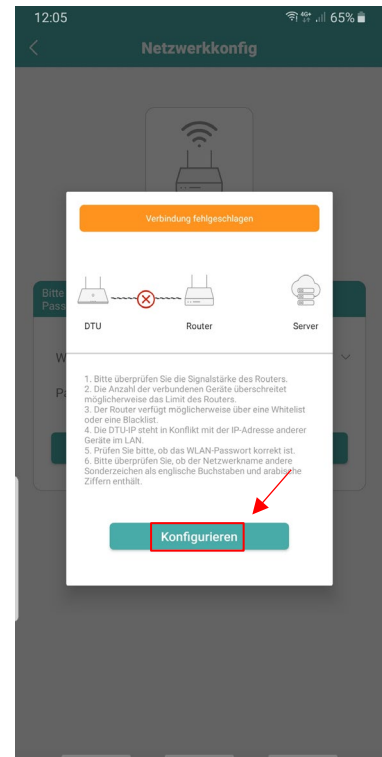 12:05
4G+
65%
Netzwerkkonfig
Verbindung fehlgeschlagen
DTU Router Server
Bitte
Pass
W
Pa
1. Bitte überprüfen Sie die Signalstärke des Routers.
2. Die Anzahl der verbundenen Geräte überschreitet
möglicherweise das Limit des Routers.
3. Der Router verfügt möglicherweise über eine Whitelist
oder eine Blacklist.
4. Die DTU-IP steht in Konflikt mit der IP-Adresse anderer
Geräte im LAN.
5. Prüfen Sie bitte, ob das WLAN-Passwort korrekt ist.
6. Bitte überprüfen Sie, ob der Netzwerkname andere
Sonderzeichen als englische Buchstaben und arabische
Ziffern enthält.
Konfigurieren